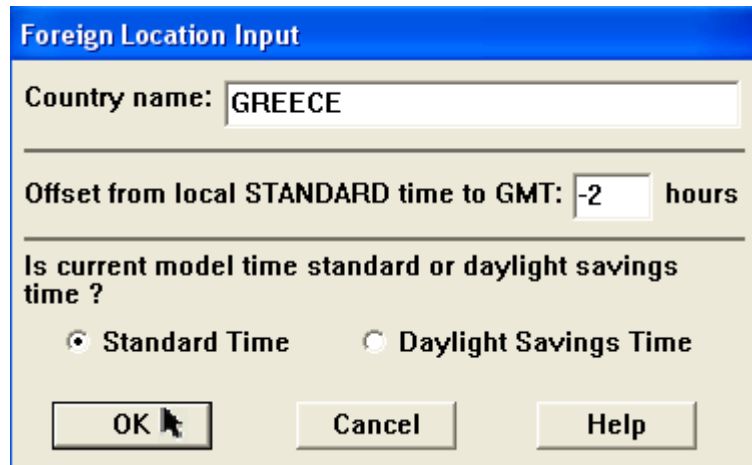 Foreign Location Input
Country name: GREECE
Offset from local STANDARD time to GMT: -2 hours
Is current model time standard or daylight savings
time ?
Standard Time Daylight Savings Time
OK Cancel Help